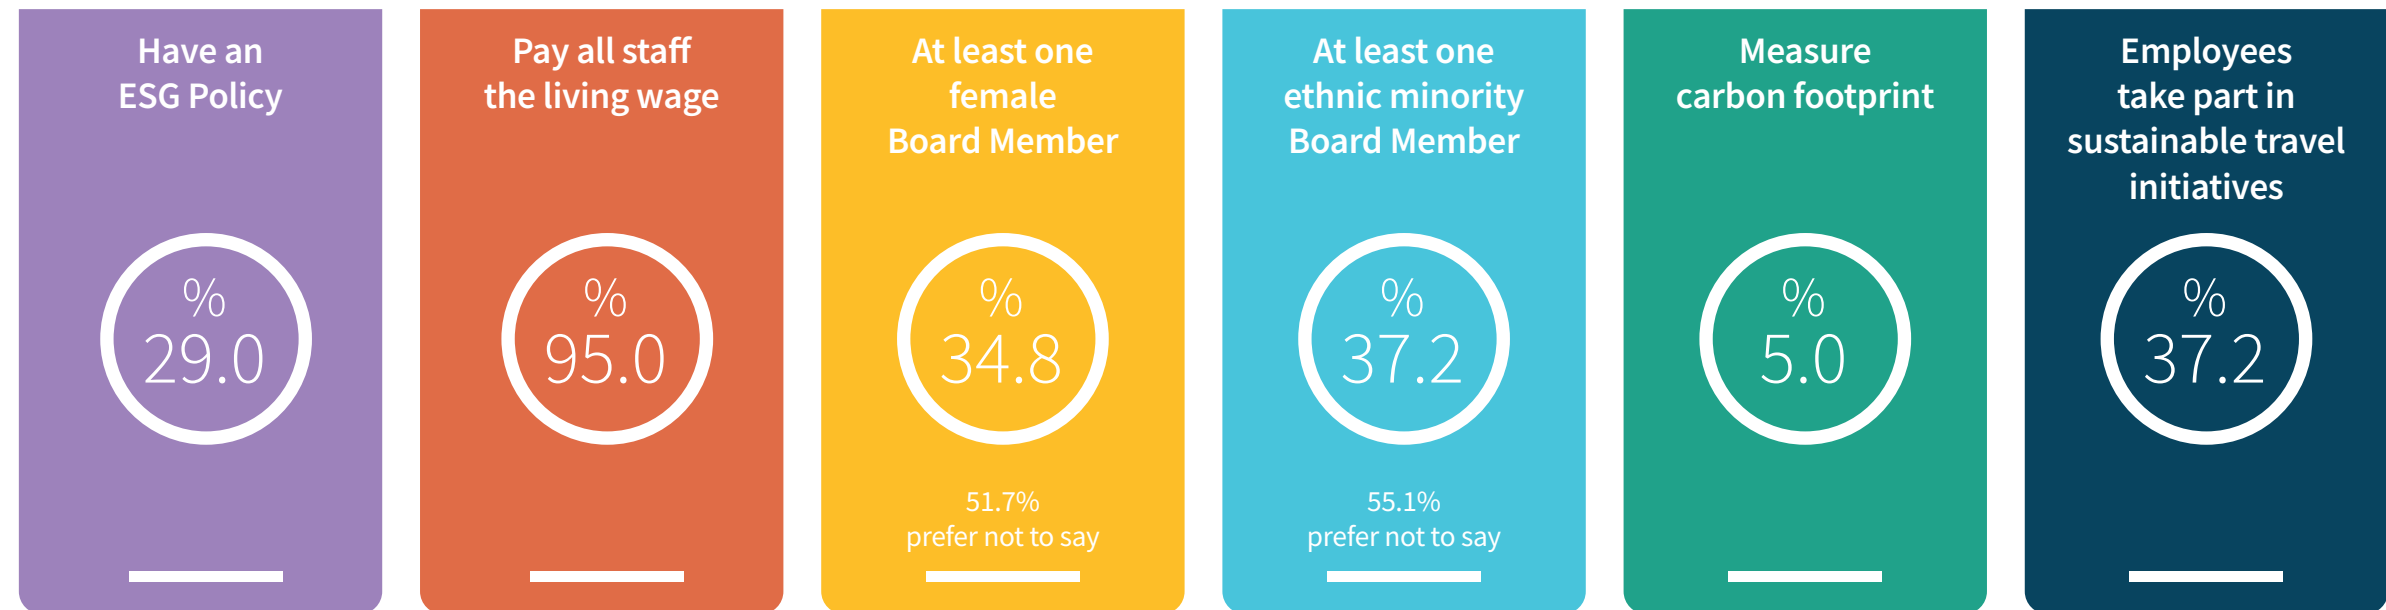 Have an
ESG Policy
%
29.0
Pay all staff
the living wage
%
95.0
At least one
female
Board Member
%
34.8
51.7%
prefer not to say
At least one
ethnic minority
Board Member
%
37.2
55.1%
prefer not to say
Measure
carbon footprint
%
5.0
Employees
take part in
sustainable travel
initiatives
%
37.2